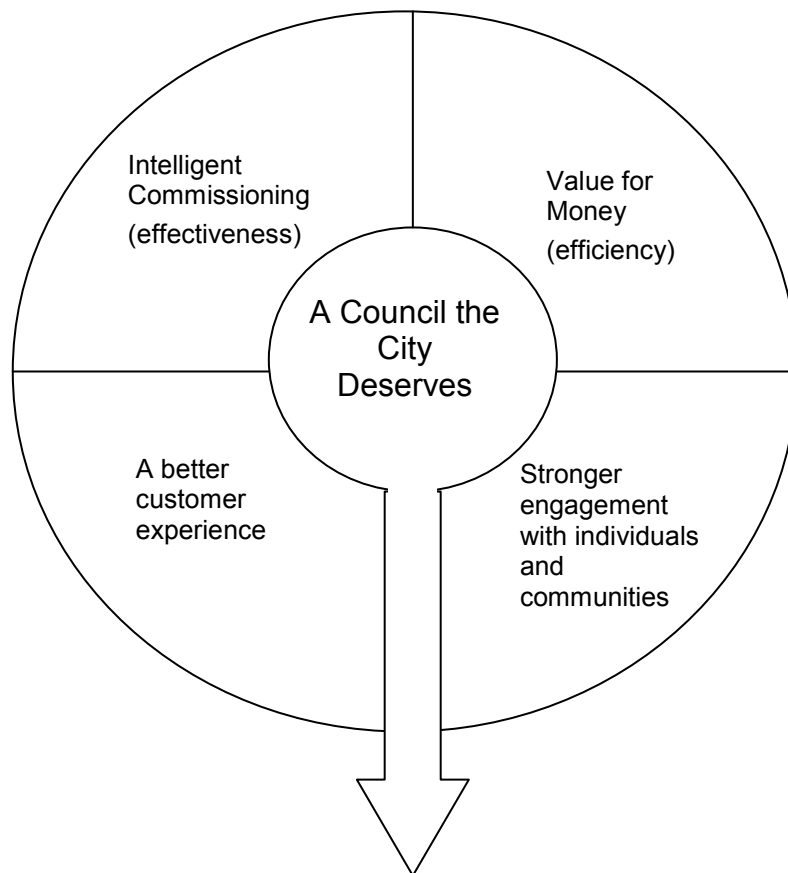 Intelligent
Commissioning
(effectiveness)
Value for
Money
(efficiency)
A Council the
City
Deserves
A better
customer
experience
Stronger
engagement
with individuals
and
communities